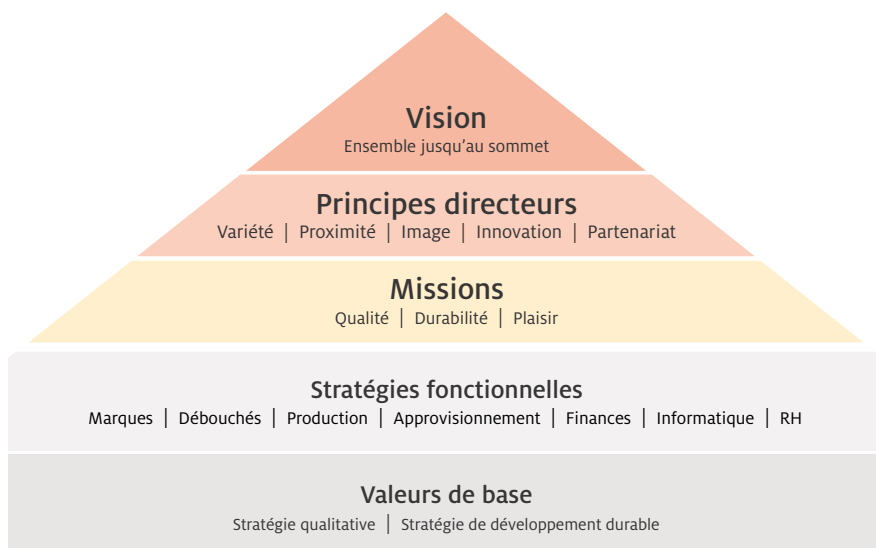 Vision
Ensemble jusqu'au sommet
Principes directeurs
Variété | Proximité | Image | Innovation | Partenariat
Missions
Qualité | Durabilité | Plaisir
Stratégies fonctionnelles
Marques | Débouchés | Production | Approvisionnement | Finances | Informatique | RH
Valeurs de base
Stratégie qualitative | Stratégie de développement durable